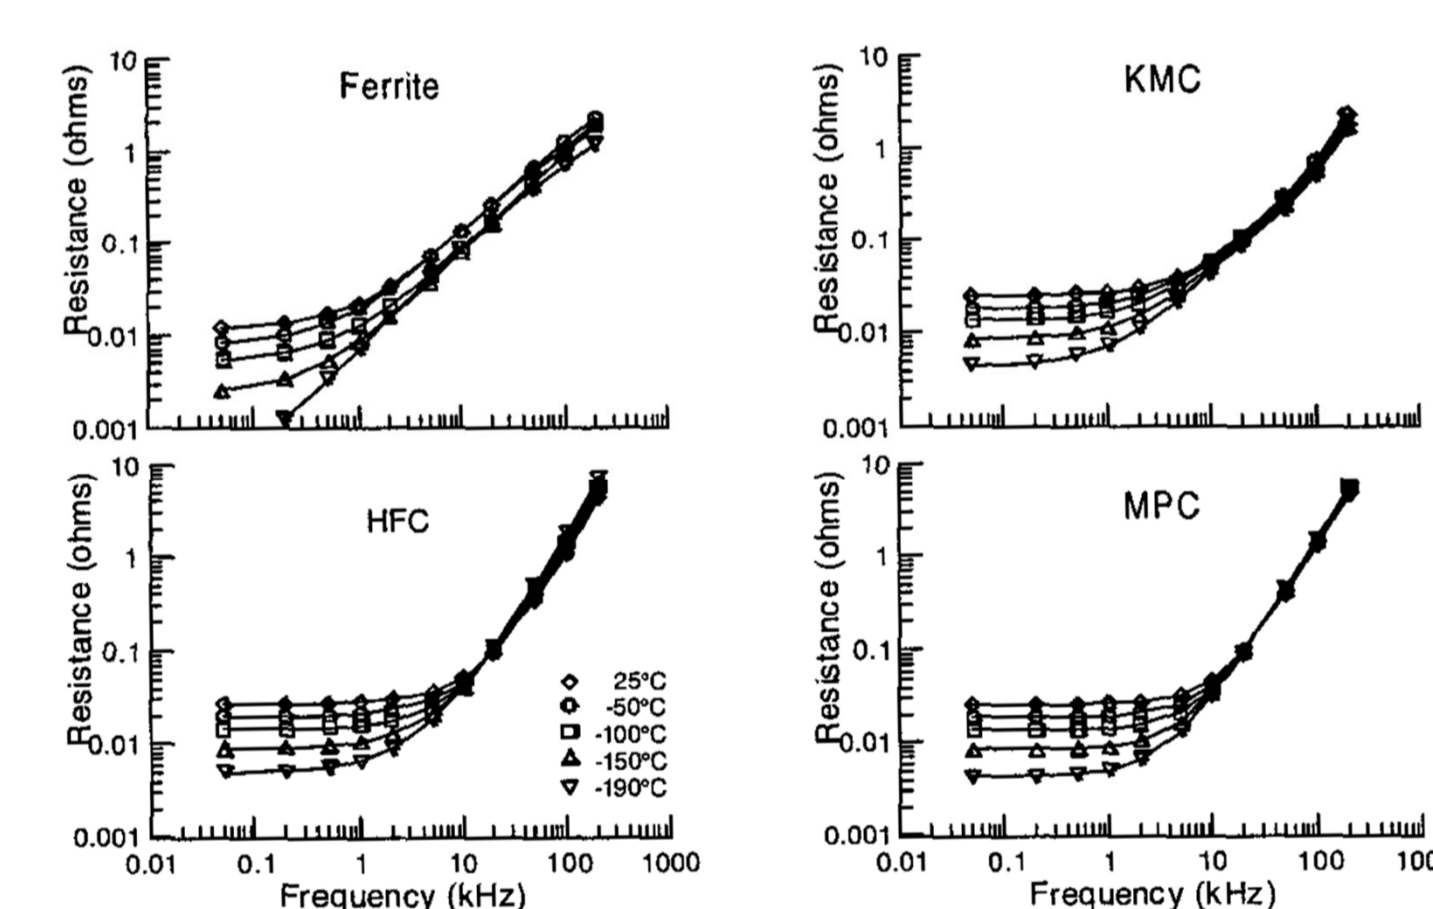 Ferrite
Resistance (ohms)
10
1
0.1
0.01
0.001
KMC
Resistance (ohms)
10
1
0.1
0.01
0.001
HFC
Resistance (ohms)
10
1
0.1
0.01
0.001
25°C
-50°C
-100°C
-150°C
-190°C
0.01 0.1 1 10 100 1000
Frequency (kHz)
MPC
Resistance (ohms)
10
1
0.1
0.01
0.001
0.01 0.1 1 10 100 100
Frequency (kHz)